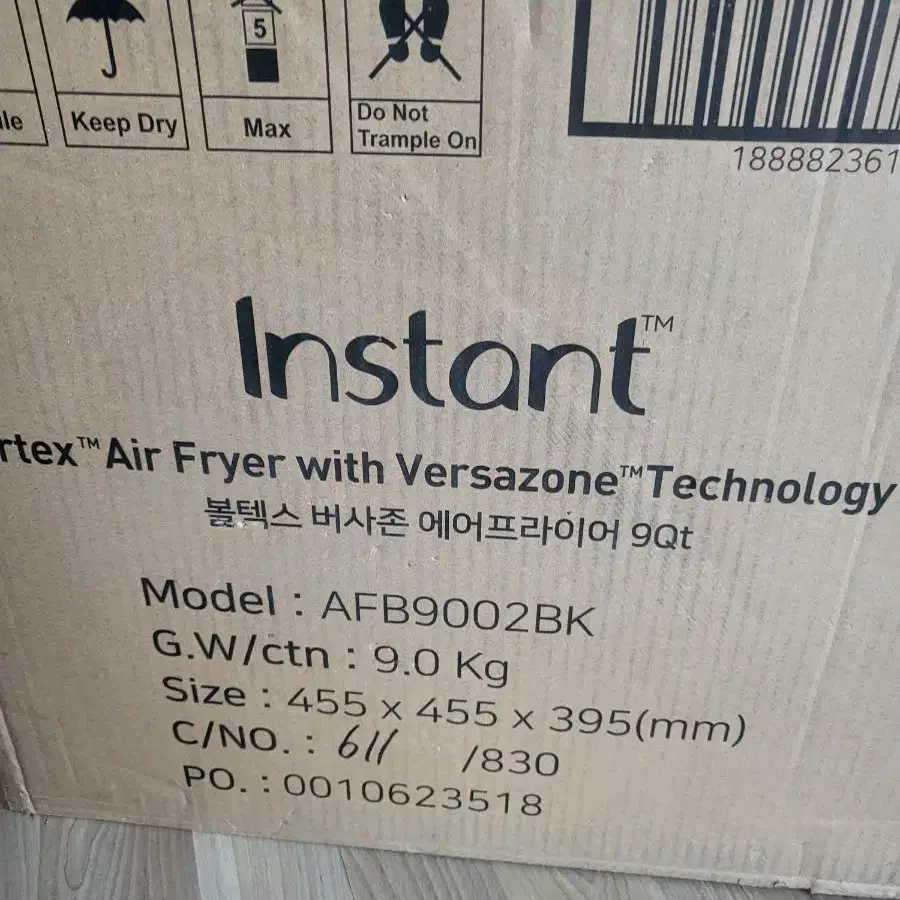 5
Keep Dry
Max
Do Not
Trample On
188882361
Instant™
rtex™ Air Fryer with Versazone™ Technology
볼텍스 버사존 에어프라이어 9Qt
Model : AFB9002BK
G.W/ctn : 9.0 Kg
Size : 455 x 455 x 395(mm)
C/NO. : 611 /830
PO. : 0010623518